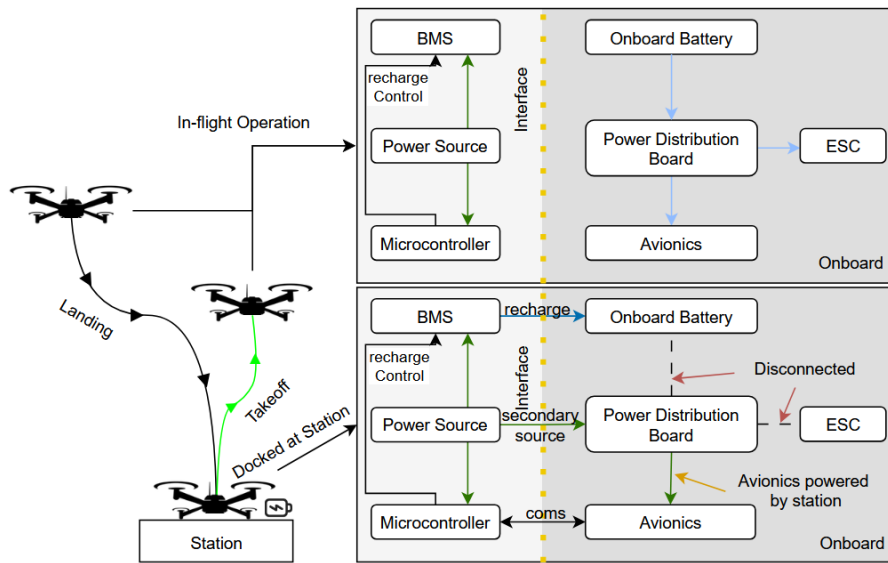 BMS
Onboard Battery
recharge
Control
Interface
In-flight Operation
Power Source
Power Distribution
Board
ESC
Microcontroller
Avionics
Onboard
Landing
Takeoff
Docked at Station
Station
BMS
recharge
Onboard Battery
recharge
Control
Interface
Disconnected
Power Source
secondary
source
Power Distribution
Board
ESC
Avionics powered
by station
Microcontroller
coms
Avionics
Onboard